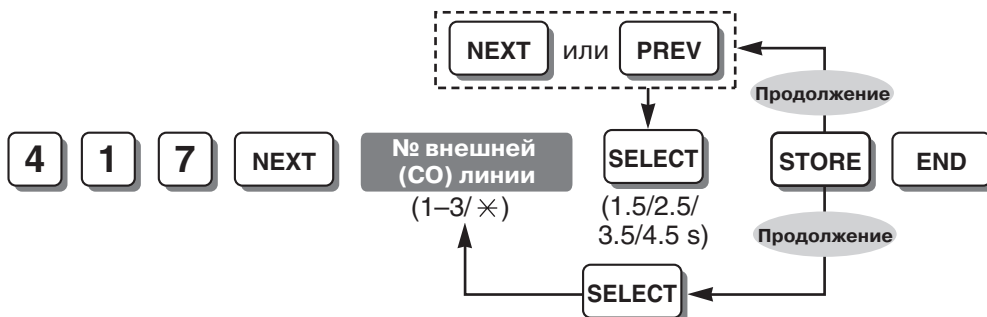 NEXT или PREV
Продолжение
4 1 7 NEXT № внешней (CO) линии SELECT STORE END
(1–3/ ✳)
(1.5/2.5/
3.5/4.5 s)
Продолжение
SELECT